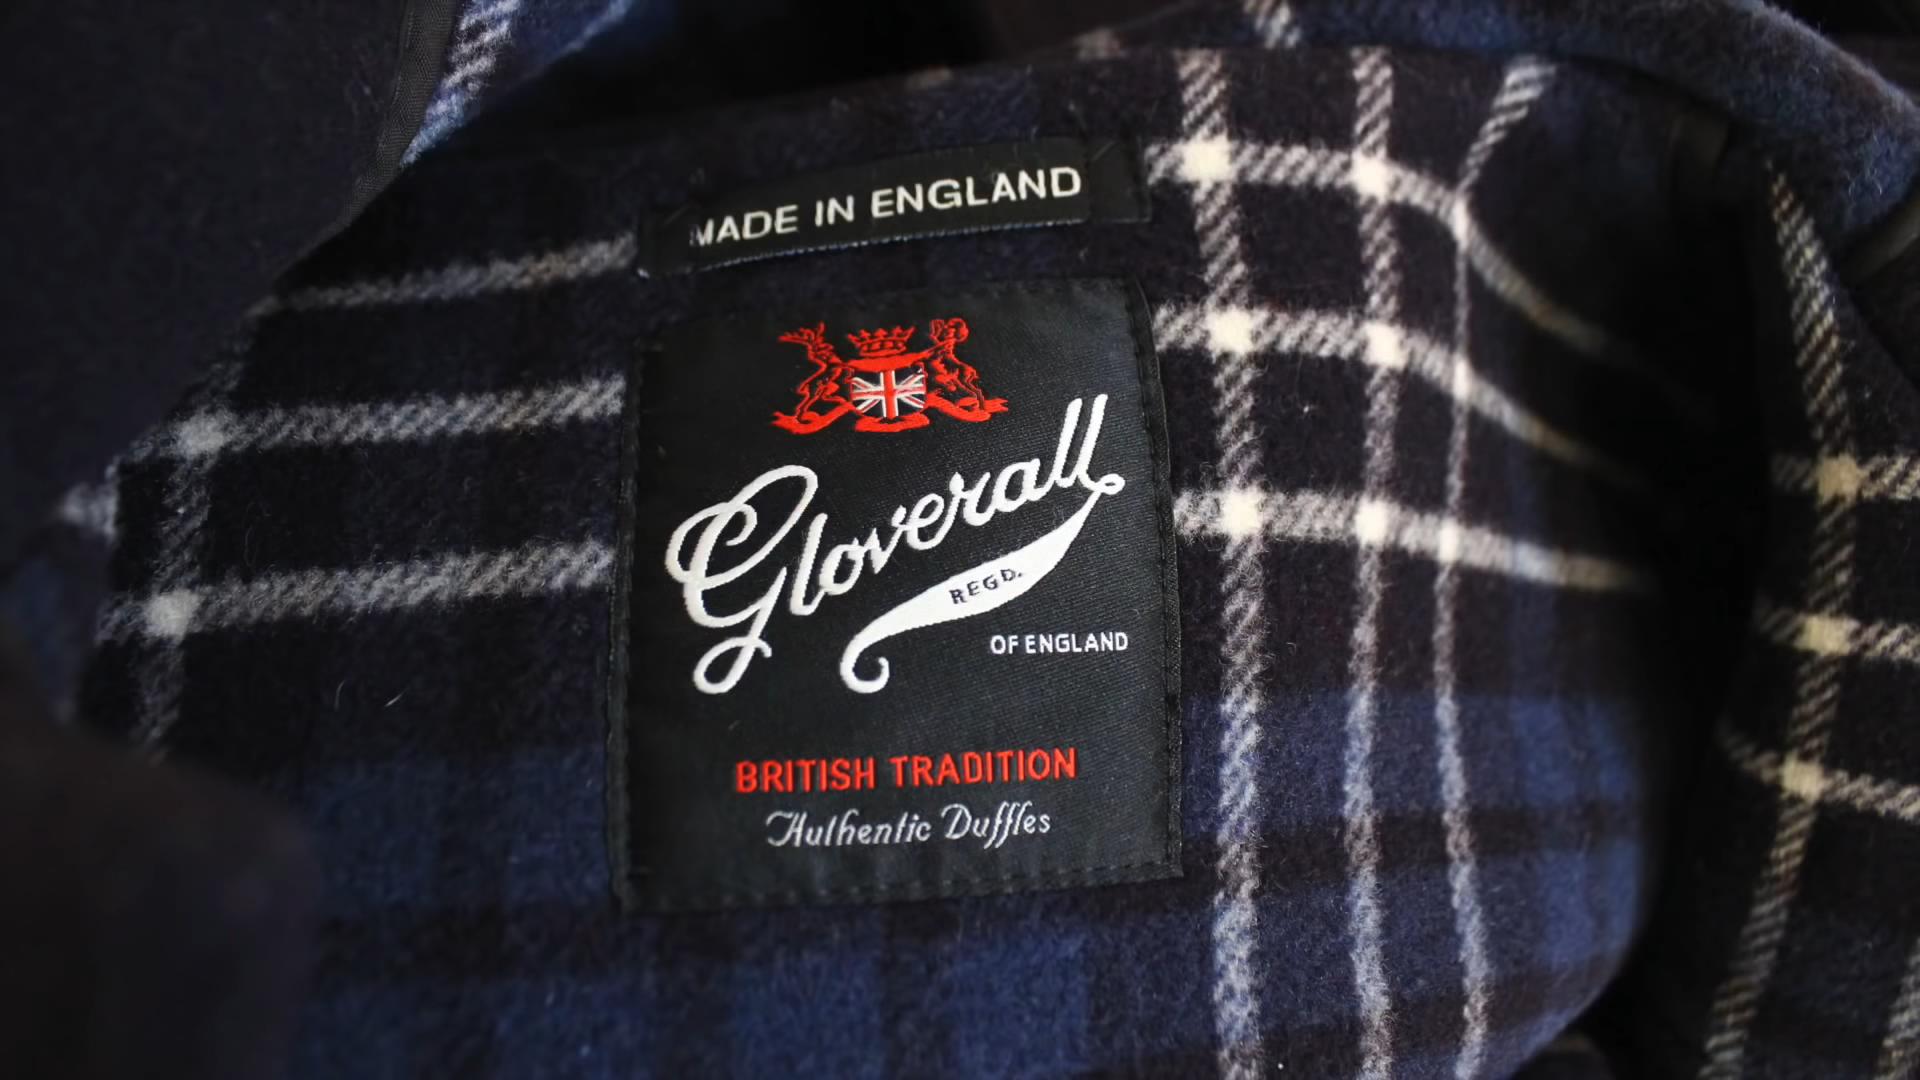 MADE IN ENGLAND
Gloverall
REGD.
OF ENGLAND
BRITISH TRADITION
Authentic Duffles